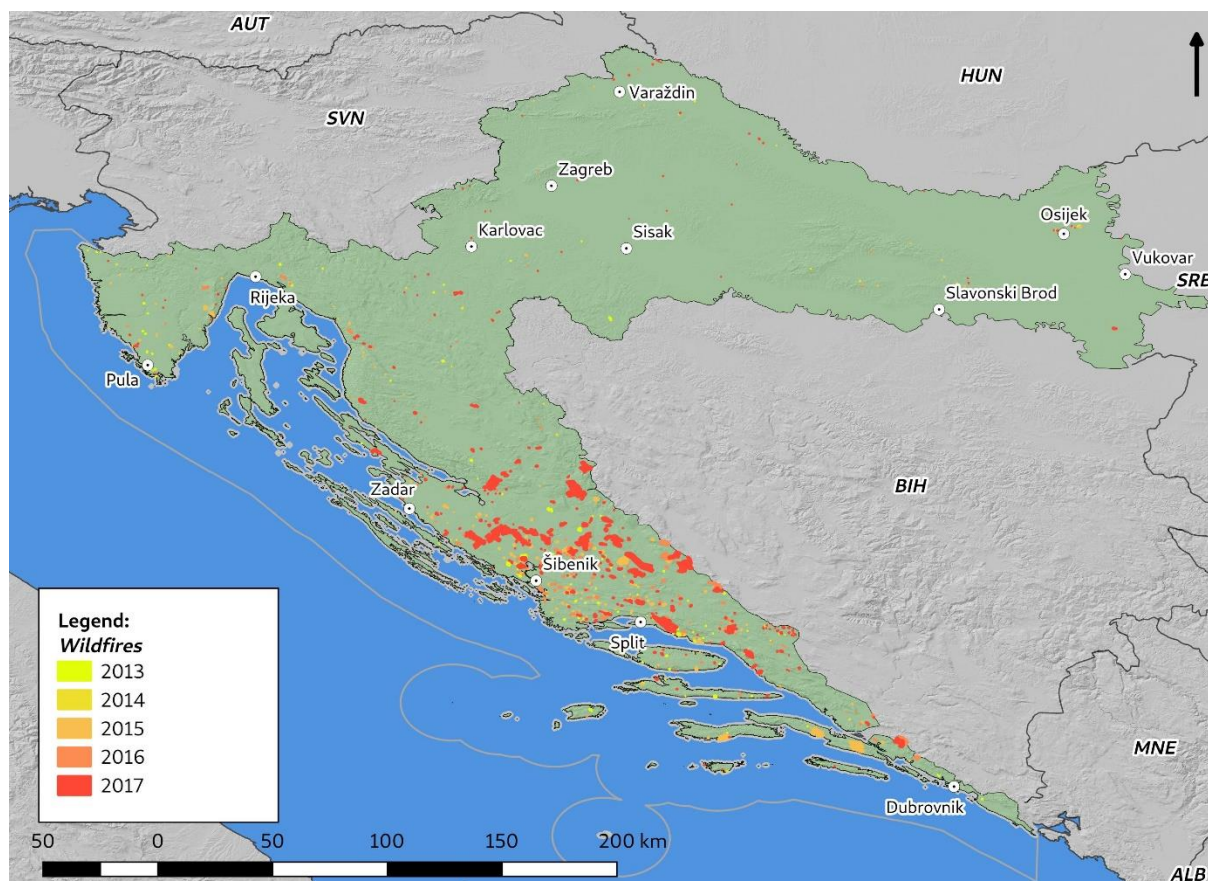 AUT
HUN
Varaždin
SVN
Zagreb
Osijek
Karlovac
Sisak
Vukovar
SRB
Rijeka
Slavonski Brod
Pula
BIH
Zadar
Šibenik
Legend:
Wildfires
Split
2013
2014
2015
2016
MNE
2017
Dubrovnik
50 0 50 100 150 200 km
ALB